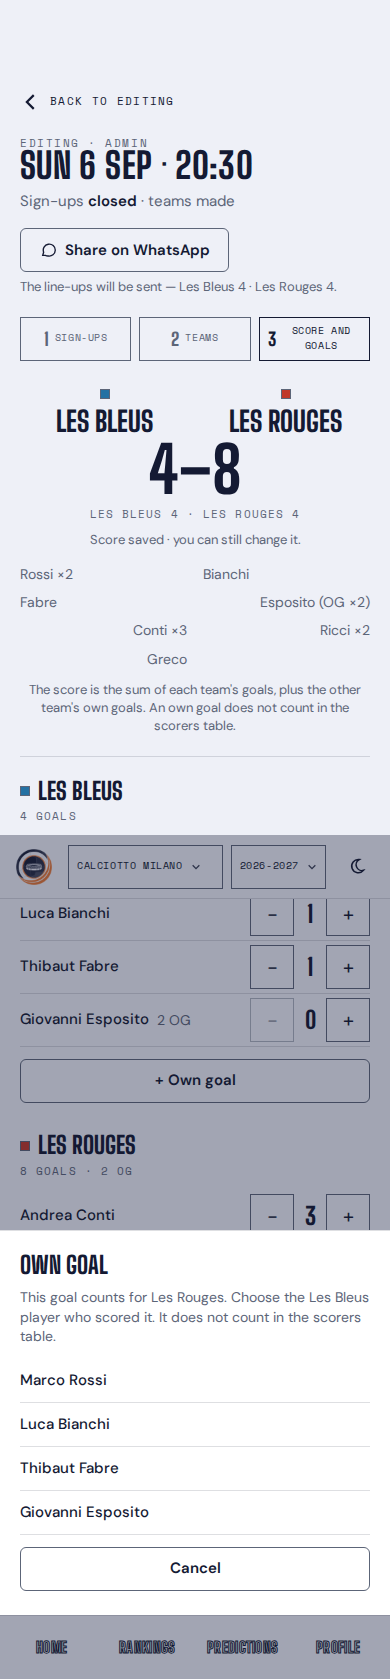 BACK TO EDITING
EDITING · ADMIN
SUN 6 SEP · 20:30
Sign-ups closed · teams made
Share on WhatsApp
The line-ups will be sent — Les Bleus 4 · Les Rouges 4.
1 SIGN-UPS
2 TEAMS
3 SCORE AND GOALS
LES BLEUS
LES ROUGES
4–8
LES BLEUS 4 · LES ROUGES 4
Score saved · you can still change it.
Rossi ×2
Bianchi
Fabre
Esposito (OG ×2)
Conti ×3
Ricci ×2
Greco
The score is the sum of each team's goals, plus the other
team's own goals. An own goal does not count in the
scorers table.
LES BLEUS
4 GOALS
CALCIOTTO MILANO
2026-2027
Luca Bianchi
− 1 +
Thibaut Fabre
− 1 +
Giovanni Esposito 2 OG
− 0 +
+ Own goal
LES ROUGES
8 GOALS · 2 OG
Andrea Conti
− 3 +
OWN GOAL
This goal counts for Les Rouges. Choose the Les Bleus
player who scored it. It does not count in the scorers
table.
Marco Rossi
Luca Bianchi
Thibaut Fabre
Giovanni Esposito
Cancel
HOME
RANKINGS
PREDICTIONS
PROFILE